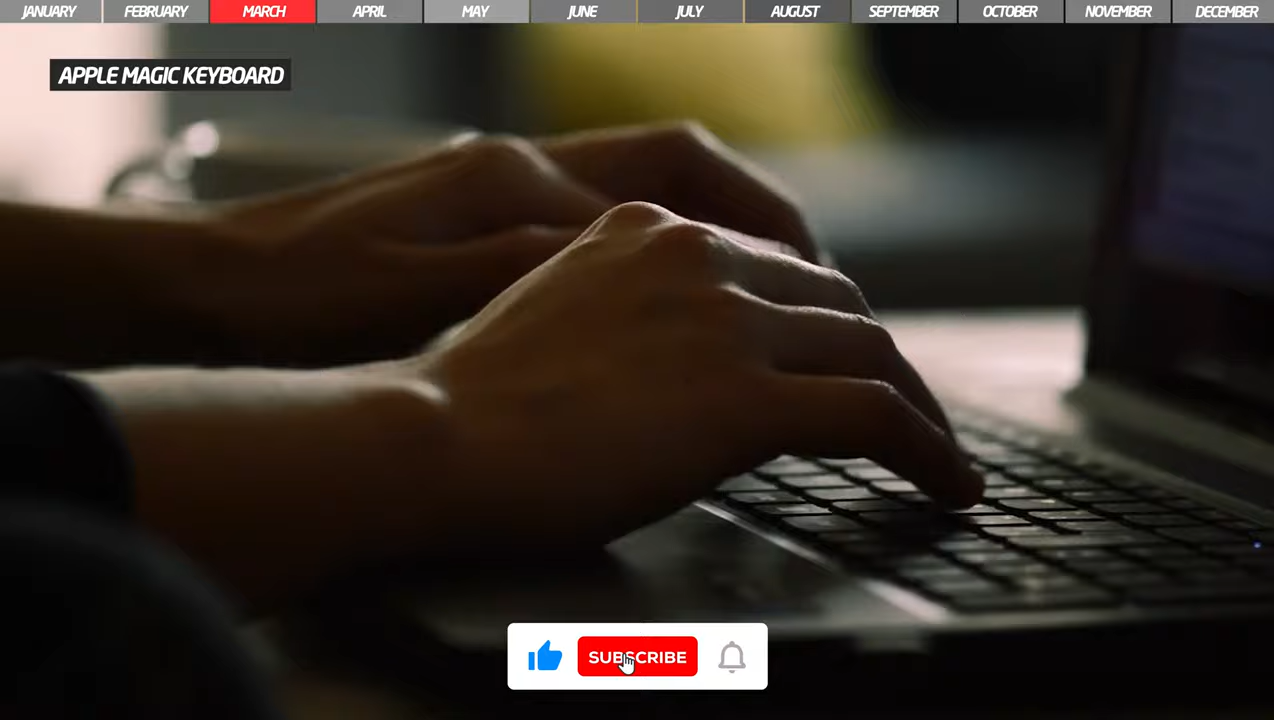 JANUARY FEBRUARY MARCH APRIL MAY JUNE JULY AUGUST SEPTEMBER OCTOBER NOVEMBER DECEMBER
APPLE MAGIC KEYBOARD
SUBSCRIBE